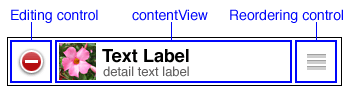 Editing control contentView Reordering control
Text Label
detail text label